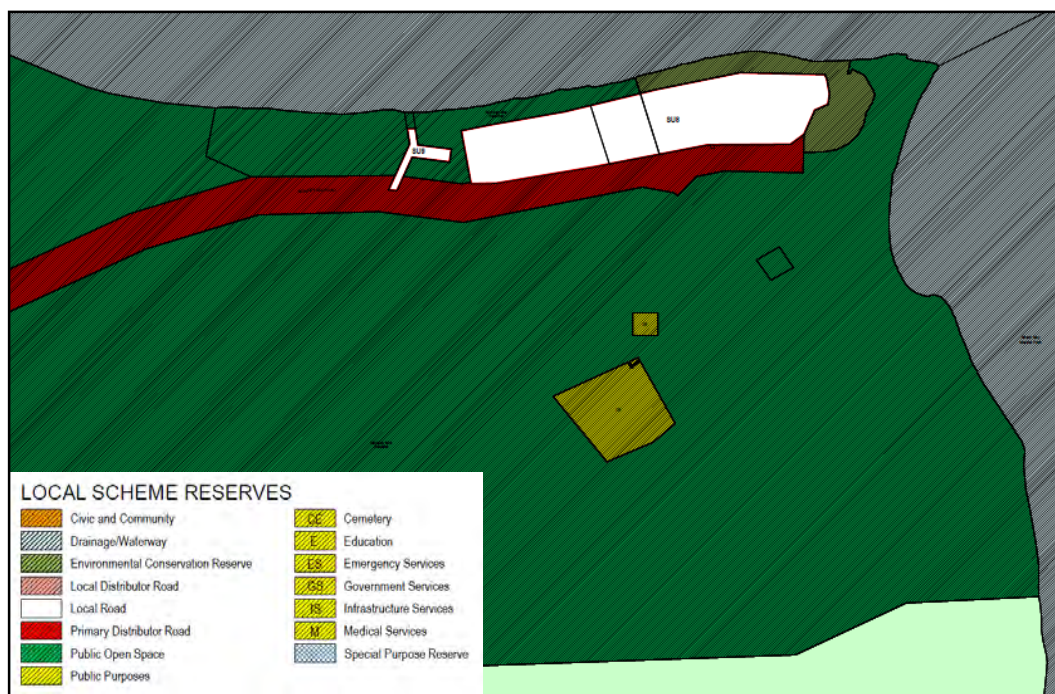 SU8
LOCAL SCHEME RESERVES
Civic and Community
Drainage/Waterway
Environmental Conservation Reserve
Local Distributor Road
Local Road
Primary Distributor Road
Public Open Space
Public Purposes
CE Cemetery
E Education
ES Emergency Services
GS Government Services
IS Infrastructure Services
M Medical Services
Special Purpose Reserve